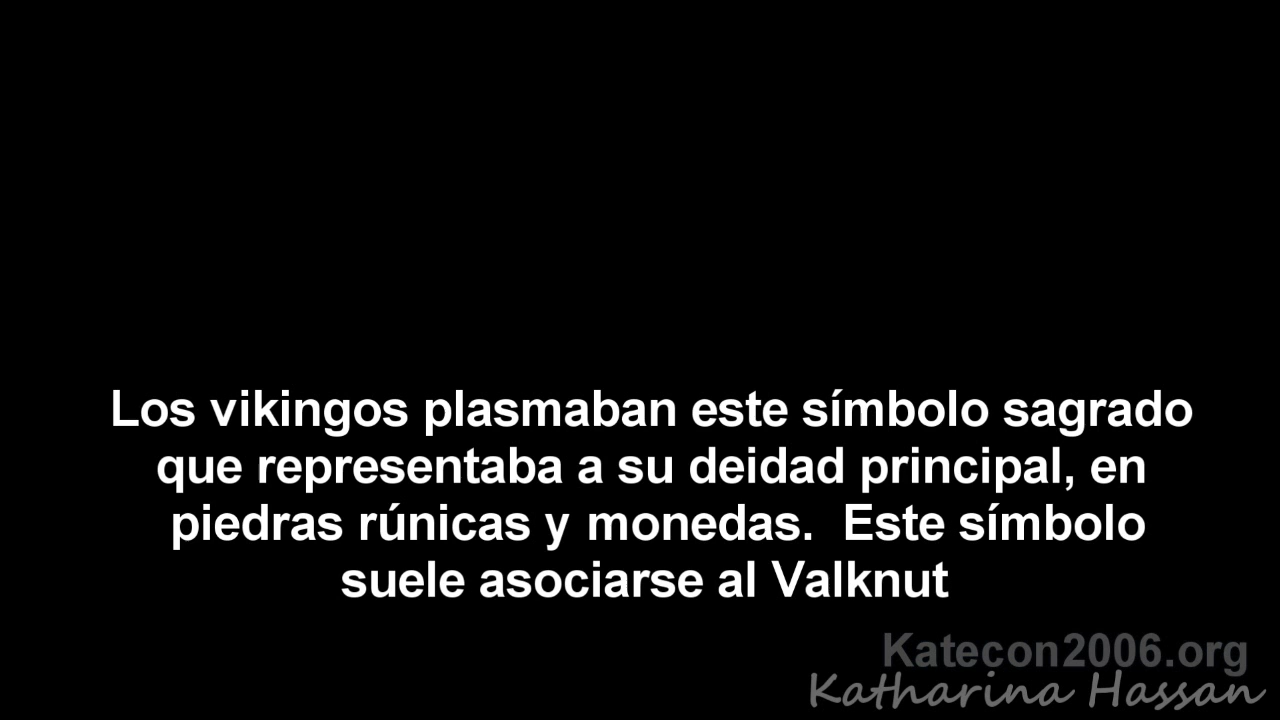 Los vikingos plasmaban este símbolo sagrado
que representaba a su deidad principal, en
piedras rúnicas y monedas.  Este símbolo
suele asociarse al Valknut
Katecon2006.org
Katharina Hassan